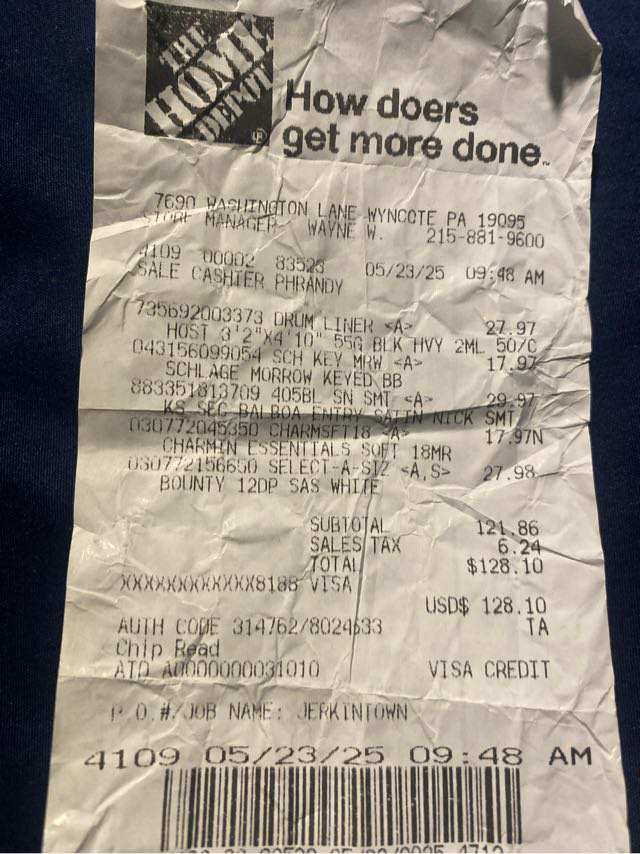 THE
HOME
DEPOT
®
How doers
get more done™
7690 WASHINGTON LANE WYNCOTE PA 19095
STORE MANAGER WAYNE W. 215-881-9600
4109 00002 83523 05/23/25 09:48 AM
SALE CASHIER PHRANDY
735692003373 DRUM LINER <A> 27.97
HOST 3'2"X4'10" 55G BLK HVY 2ML 50/C
043156099054 SCH KEY MRW <A> 17.97
SCHLAGE MORROW KEYED BB
883351813709 405BL SN SMT <A> 29.97
KS SEC BALBOA ENTRY SATIN NICK SMT
030772045350 CHARMSFT18 <A> 17.97N
CHARMIN ESSENTIALS SOFT 18MR
030772156650 SELECT-A-SIZ <A,S> 27.98
BOUNTY 12DP SAS WHITE
SUBTOTAL 121.86
SALES TAX 6.24
TOTAL $128.10
XXXXXXXXXXXX8188 VISA
USD$ 128.10
AUTH CODE 314762/8024633 TA
Chip Read
AID A0000000031010 VISA CREDIT
P.O.#/JOB NAME: JERKINTOWN
4109 05/23/25 09:48 AM